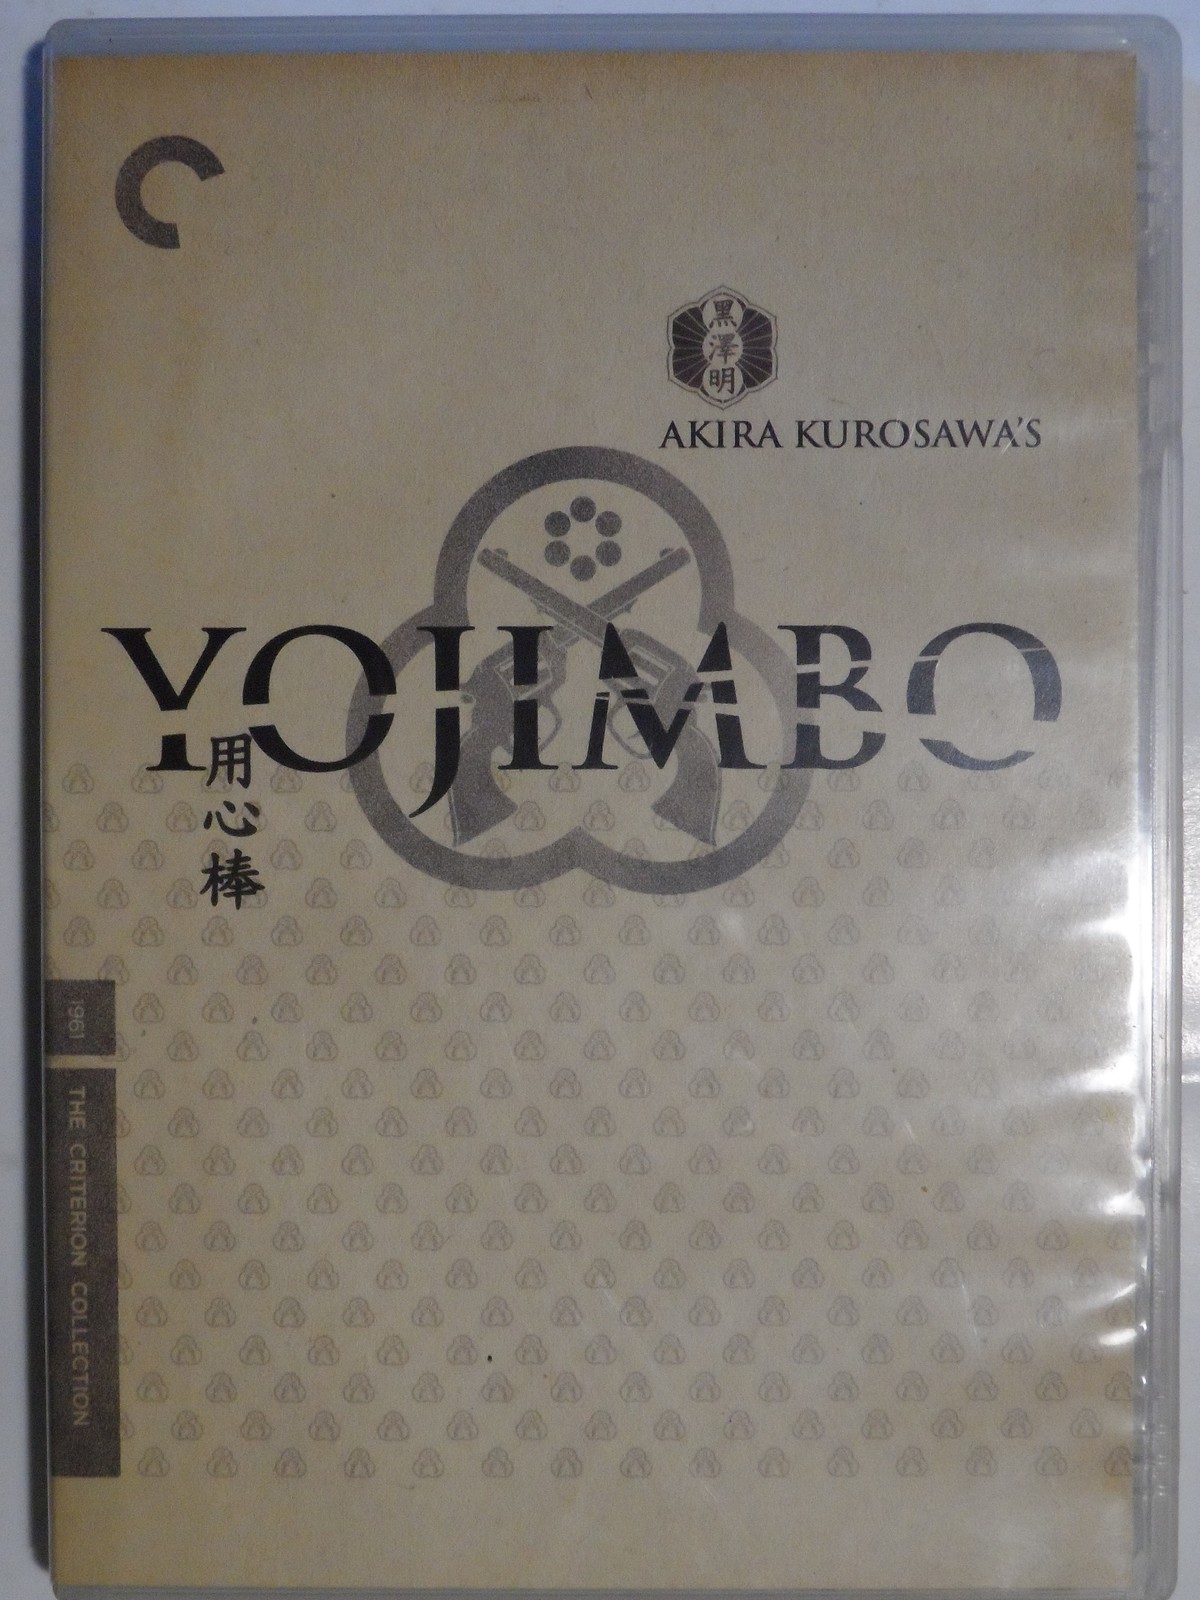 黒
澤
明
AKIRA KUROSAWA'S
YOJIMBO
用
心
棒
1961
THE CRITERION COLLECTION